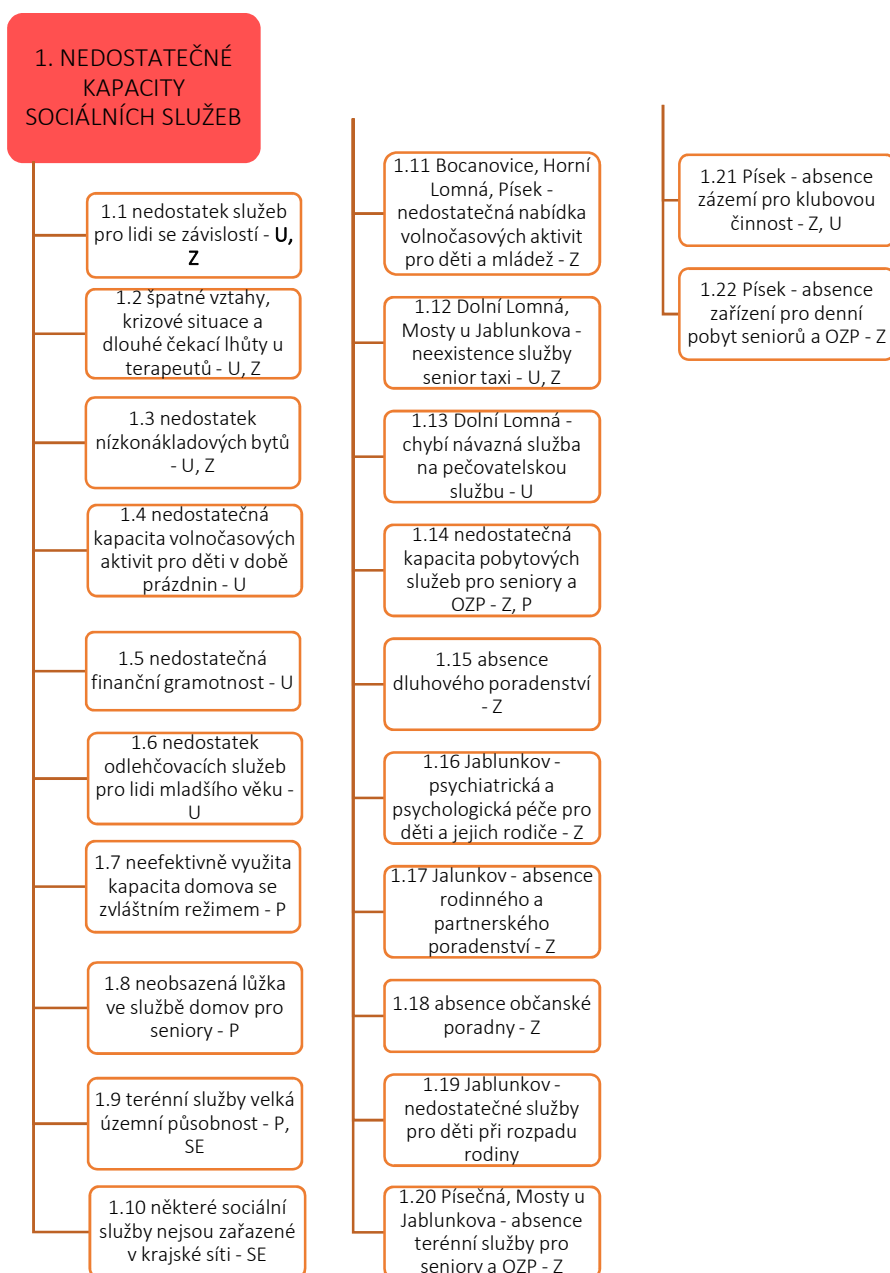 1. NEDOSTATEČNÉ
KAPACITY
SOCIÁLNÍCH SLUŽEB
1.1 nedostatek služeb
pro lidi se závislostí - U,
Z
1.2 špatné vztahy,
krizové situace a
dlouhé čekací lhůty u
terapeutů - U, Z
1.3 nedostatek
nízkonákladových bytů
- U, Z
1.4 nedostatečná
kapacita volnočasových
aktivit pro děti v době
prázdnin - U
1.5 nedostatečná
finanční gramotnost - U
1.6 nedostatek
odlehčovacích služeb
pro lidi mladšího věku -
U
1.7 neefektivně využita
kapacita domova se
zvláštním režimem - P
1.8 neobsazená lůžka
ve službě domov pro
seniory - P
1.9 terénní služby velká
územní působnost - P,
SE
1.10 některé sociální
služby nejsou zařazené
v krajské síti - SE
1.11 Bocanovice, Horní
Lomná, Písek -
nedostatečná nabídka
volnočasových aktivit
pro děti a mládež - Z
1.12 Dolní Lomná,
Mosty u Jablunkova -
neexistence služby
senior taxi - U, Z
1.13 Dolní Lomná -
chybí návazná služba
na pečovatelskou
službu - U
1.14 nedostatečná
kapacita pobytových
služeb pro seniory a
OZP - Z, P
1.15 absence
dluhového poradenství
- Z
1.16 Jablunkov -
psychiatrická a
psychologická péče pro
děti a jejich rodiče - Z
1.17 Jalunkov - absence
rodinného a
partnerského
poradenství - Z
1.18 absence občanské
poradny - Z
1.19 Jablunkov -
nedostatečné služby
pro děti při rozpadu
rodiny
1.20 Písečná, Mosty u
Jablunkova - absence
terénní služby pro
seniory a OZP - Z
1.21 Písek - absence
zázemí pro klubovou
činnost - Z, U
1.22 Písek - absence
zařízení pro denní
pobyt seniorů a OZP - Z